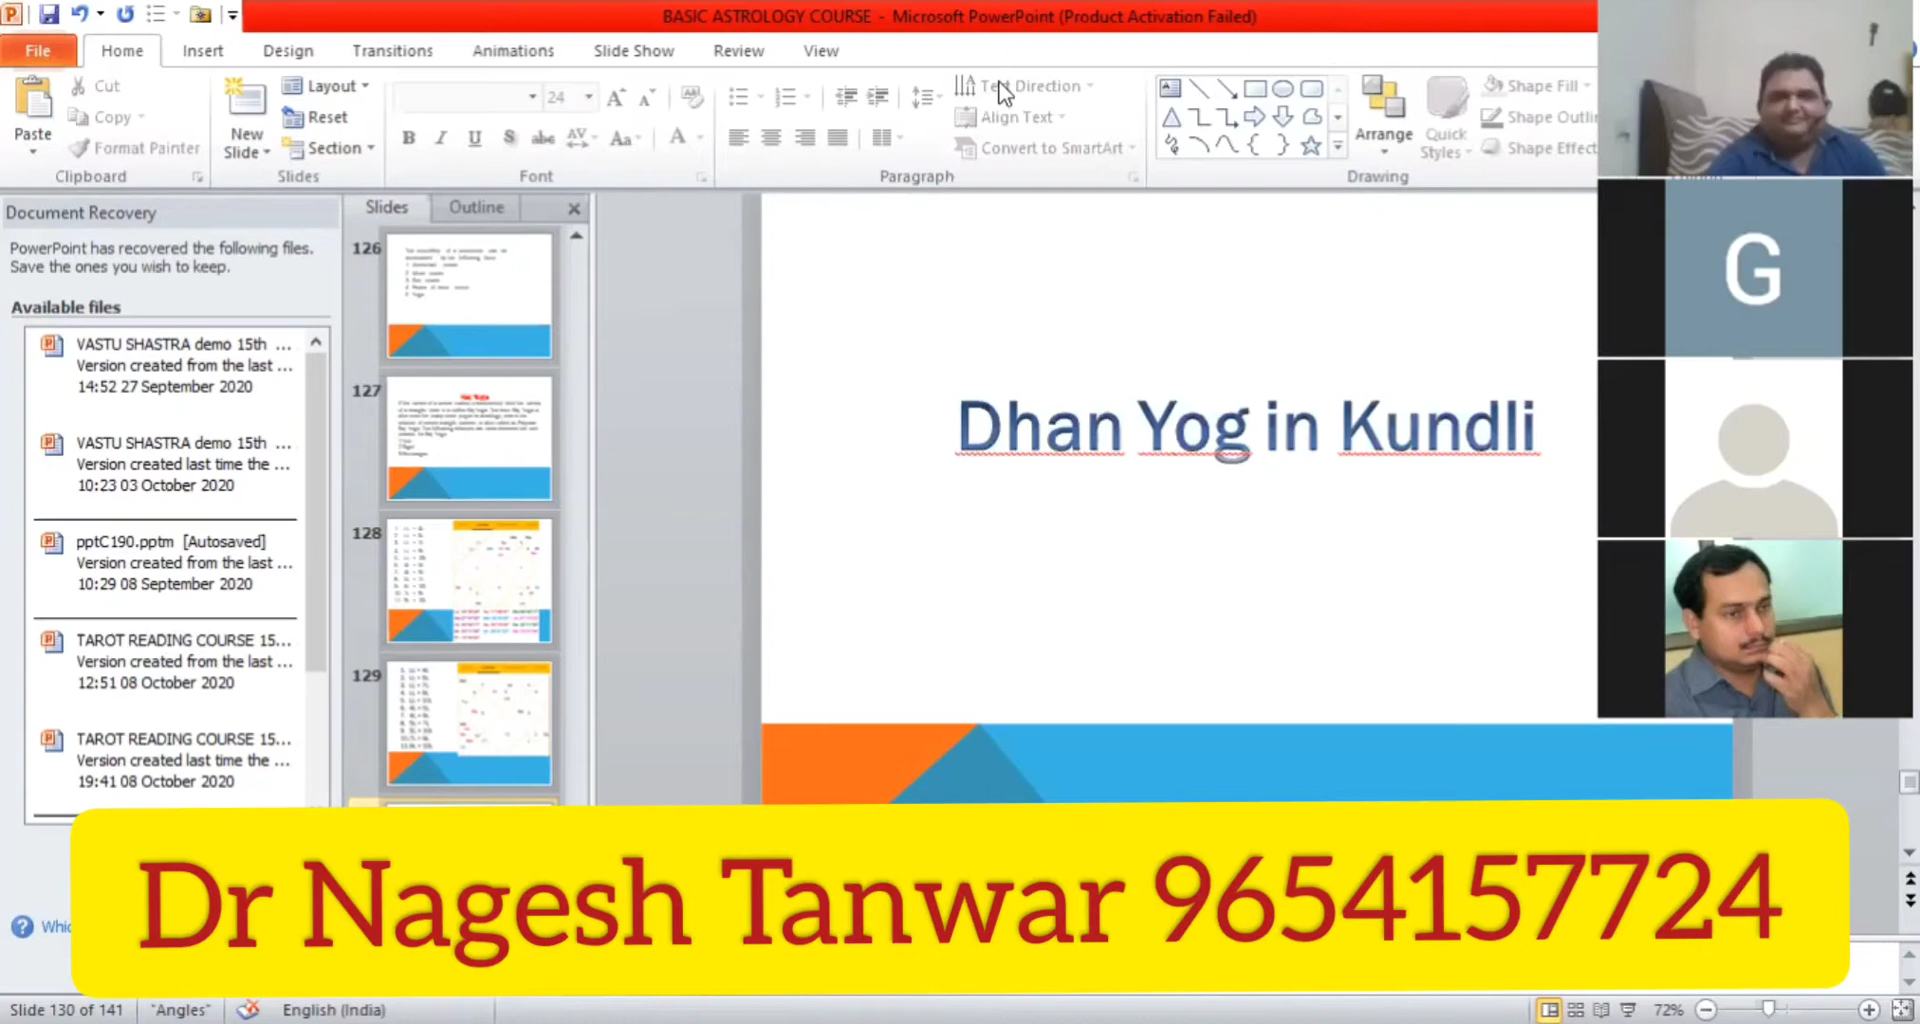 BASIC ASTROLOGY COURSE - Microsoft PowerPoint (Product Activation Failed)
File Home Insert Design Transitions Animations Slide Show Review View
Paste
Cut
Copy
Format Painter
Clipboard
New Slide
Layout
Reset
Section
Slides
24
Font
Text Direction
Align Text
Convert to SmartArt
Paragraph
Arrange
Quick Styles
Shape Fill
Shape Outli
Shape Effect
Drawing
Document Recovery
PowerPoint has recovered the following files.
Save the ones you wish to keep.
Available files
VASTU SHASTRA demo 15th ...
Version created from the last ...
14:52 27 September 2020
VASTU SHASTRA demo 15th ...
Version created last time the ...
10:23 03 October 2020
pptC190.pptm [Autosaved]
Version created from the last ...
10:29 08 September 2020
TAROT READING COURSE 15...
Version created from the last ...
12:51 08 October 2020
TAROT READING COURSE 15...
Version created last time the ...
19:41 08 October 2020
Slides Outline
126
127
128
129
Dhan Yog in Kundli
G
Dr Nagesh Tanwar 9654157724
Slide 130 of 141 "Angles" English (India) 72%